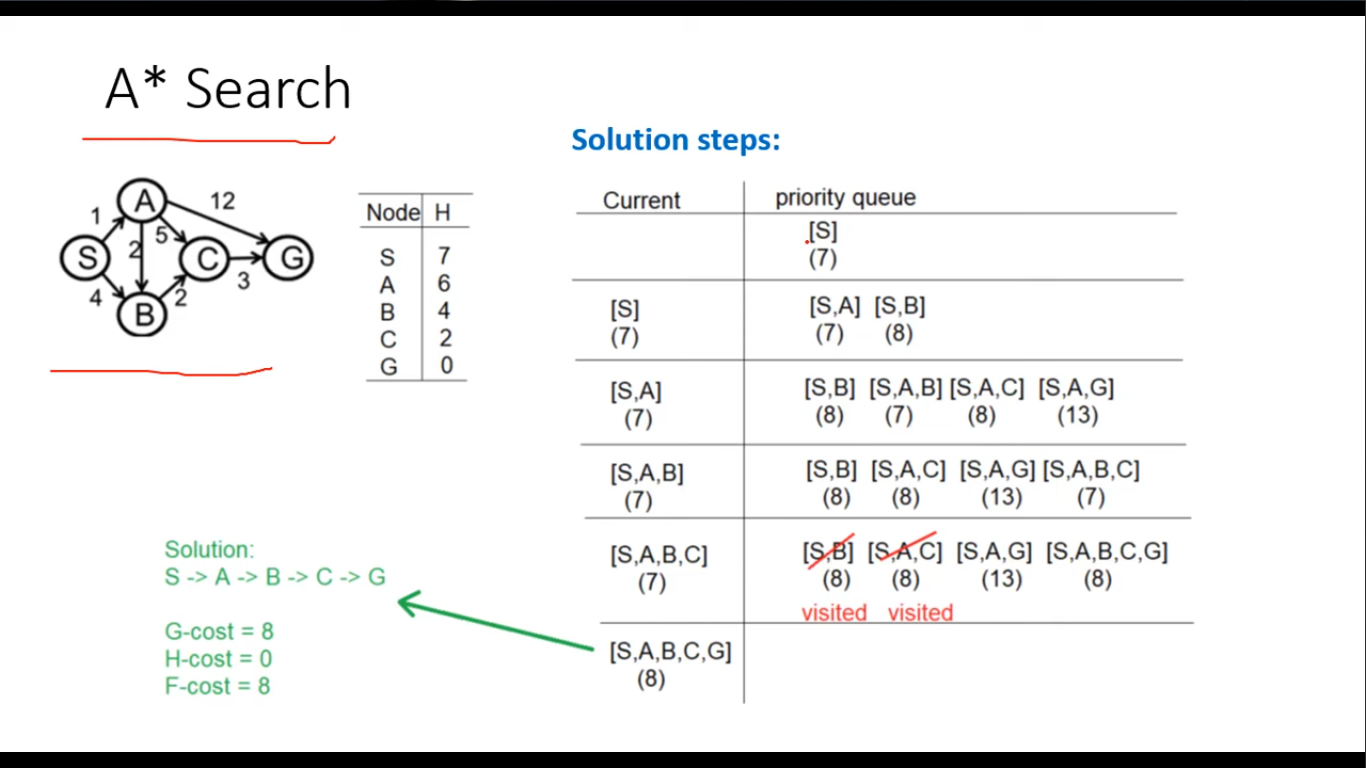 A* Search
Solution steps:
A
12
1
5
2
S
C
G
4
2
3
B
Node H
S 7
A 6
B 4
C 2
G 0
Current priority queue
[S]
(7)
[S] [S,A] [S,B]
(7) (7) (8)
[S,A] [S,B] [S,A,B] [S,A,C] [S,A,G]
(7) (8) (7) (8) (13)
[S,A,B] [S,B] [S,A,C] [S,A,G] [S,A,B,C]
(7) (8) (8) (13) (7)
[S,A,B,C] [S,B] [S,A,C] [S,A,G] [S,A,B,C,G]
(7) (8) (8) (13) (8)
visited visited
[S,A,B,C,G]
(8)
Solution:
S -> A -> B -> C -> G
G-cost = 8
H-cost = 0
F-cost = 8